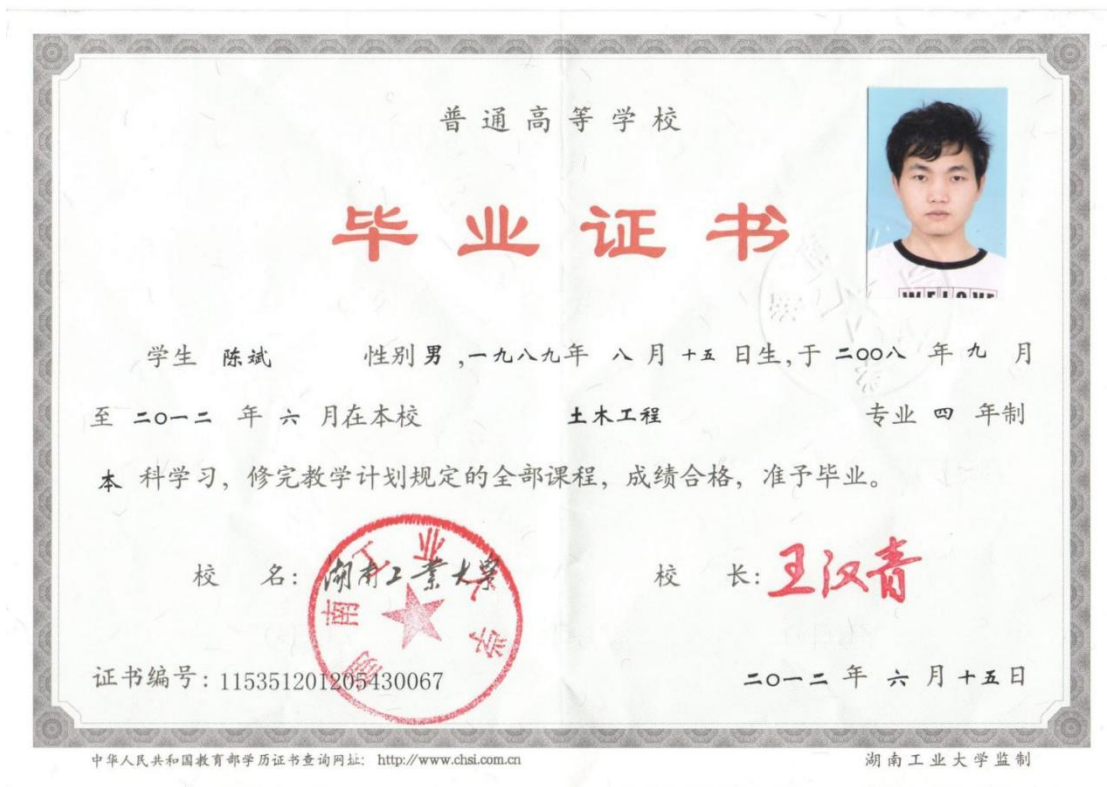 普通高等学校
毕业证书
学生 陈斌 性别 男 ,一九八九年 八 月 十五 日生,于 二〇〇八 年 九 月
至 二〇一二 年 六 月在本校 土木工程 专业 四 年制
本 科学习，修完教学计划规定的全部课程，成绩合格，准予毕业。
校 名： 湖南工业大学
校 长： 王汉青
湖南工业大学
证书编号：115351201205430067
二〇一二 年 六 月 十五 日
中华人民共和国教育部学历证书查询网址： http://www.chsi.com.cn
湖南工业大学监制